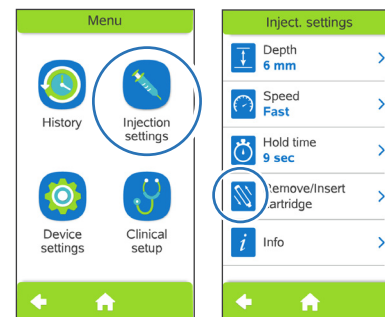 Menu
History
Injection
settings
Device
settings
Clinical
setup
Inject. settings
Depth
6 mm
Speed
Fast
Hold time
9 sec
Remove/Insert
cartridge
i Info